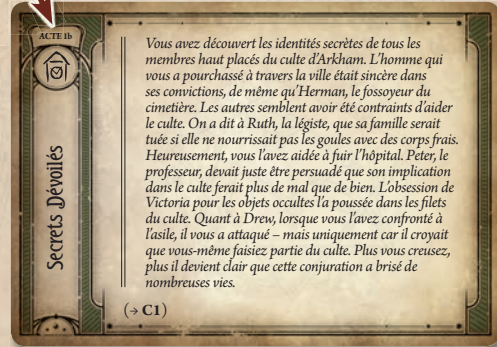 ACTE 1b
Secrets Dévoilés
Vous avez découvert les identités secrètes de tous les
membres haut placés du culte d'Arkham. L'homme qui
vous a pourchassé à travers la ville était sincère dans
ses convictions, de même qu'Herman, le fossoyeur du
cimetière. Les autres semblent avoir été contraints d'aider
le culte. On a dit à Ruth, la légiste, que sa famille serait
tuée si elle ne nourrissait pas les goules avec des corps frais.
Heureusement, vous l'avez aidée à fuir l'hôpital. Peter, le
professeur, devait juste être persuadé que son implication
dans le culte ferait plus de mal que de bien. L'obsession de
Victoria pour les objets occultes l'a poussée dans les filets
du culte. Quant à Drew, lorsque vous l'avez confronté à
l'asile, il vous a attaqué – mais uniquement car il croyait
que vous-même faisiez partie du culte. Plus vous creusez,
plus il devient clair que cette conjuration a brisé de
nombreuses vies.
(→ C1)